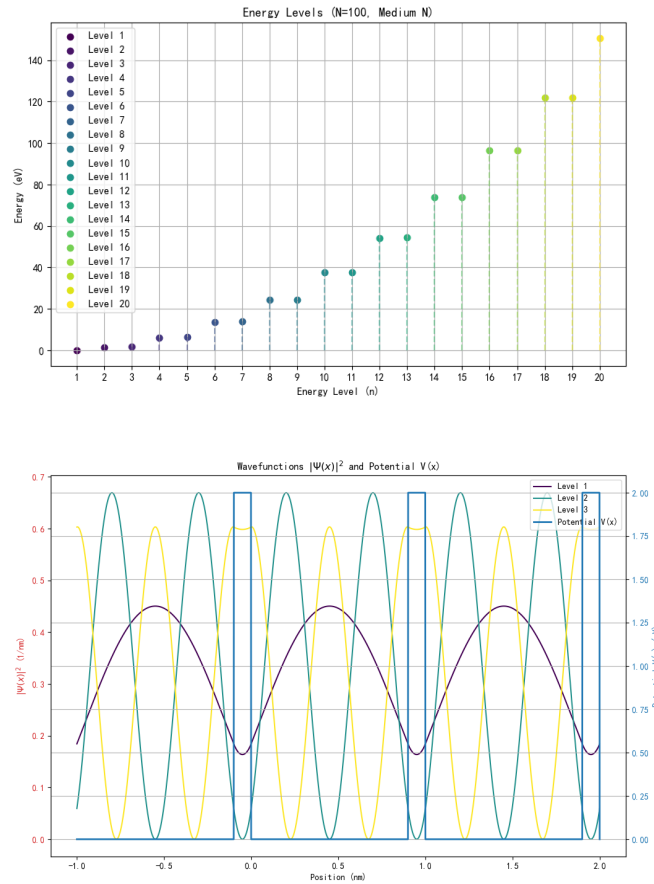 Energy Levels (N=100, Medium N)
Level 1
Level 2
Level 3
Level 4
Level 5
Level 6
Level 7
Level 8
Level 9
Level 10
Level 11
Level 12
Level 13
Level 14
Level 15
Level 16
Level 17
Level 18
Level 19
Level 20
140
120
100
80
60
40
20
0
Energy (eV)
1 2 3 4 5 6 7 8 9 10 11 12 13 14 15 16 17 18 19 20
Energy Level (n)
Wavefunctions |Ψ(x)|² and Potential V(x)
Level 1
Level 2
Level 3
Potential V(x)
0.7
0.6
0.5
0.4
0.3
0.2
0.1
0.0
|Ψ(x)|² (1/nm)
2.00
1.75
1.50
1.25
1.00
0.75
0.50
0.25
0.00
-1.0 -0.5 0.0 0.5 1.0 1.5 2.0
Position (nm)